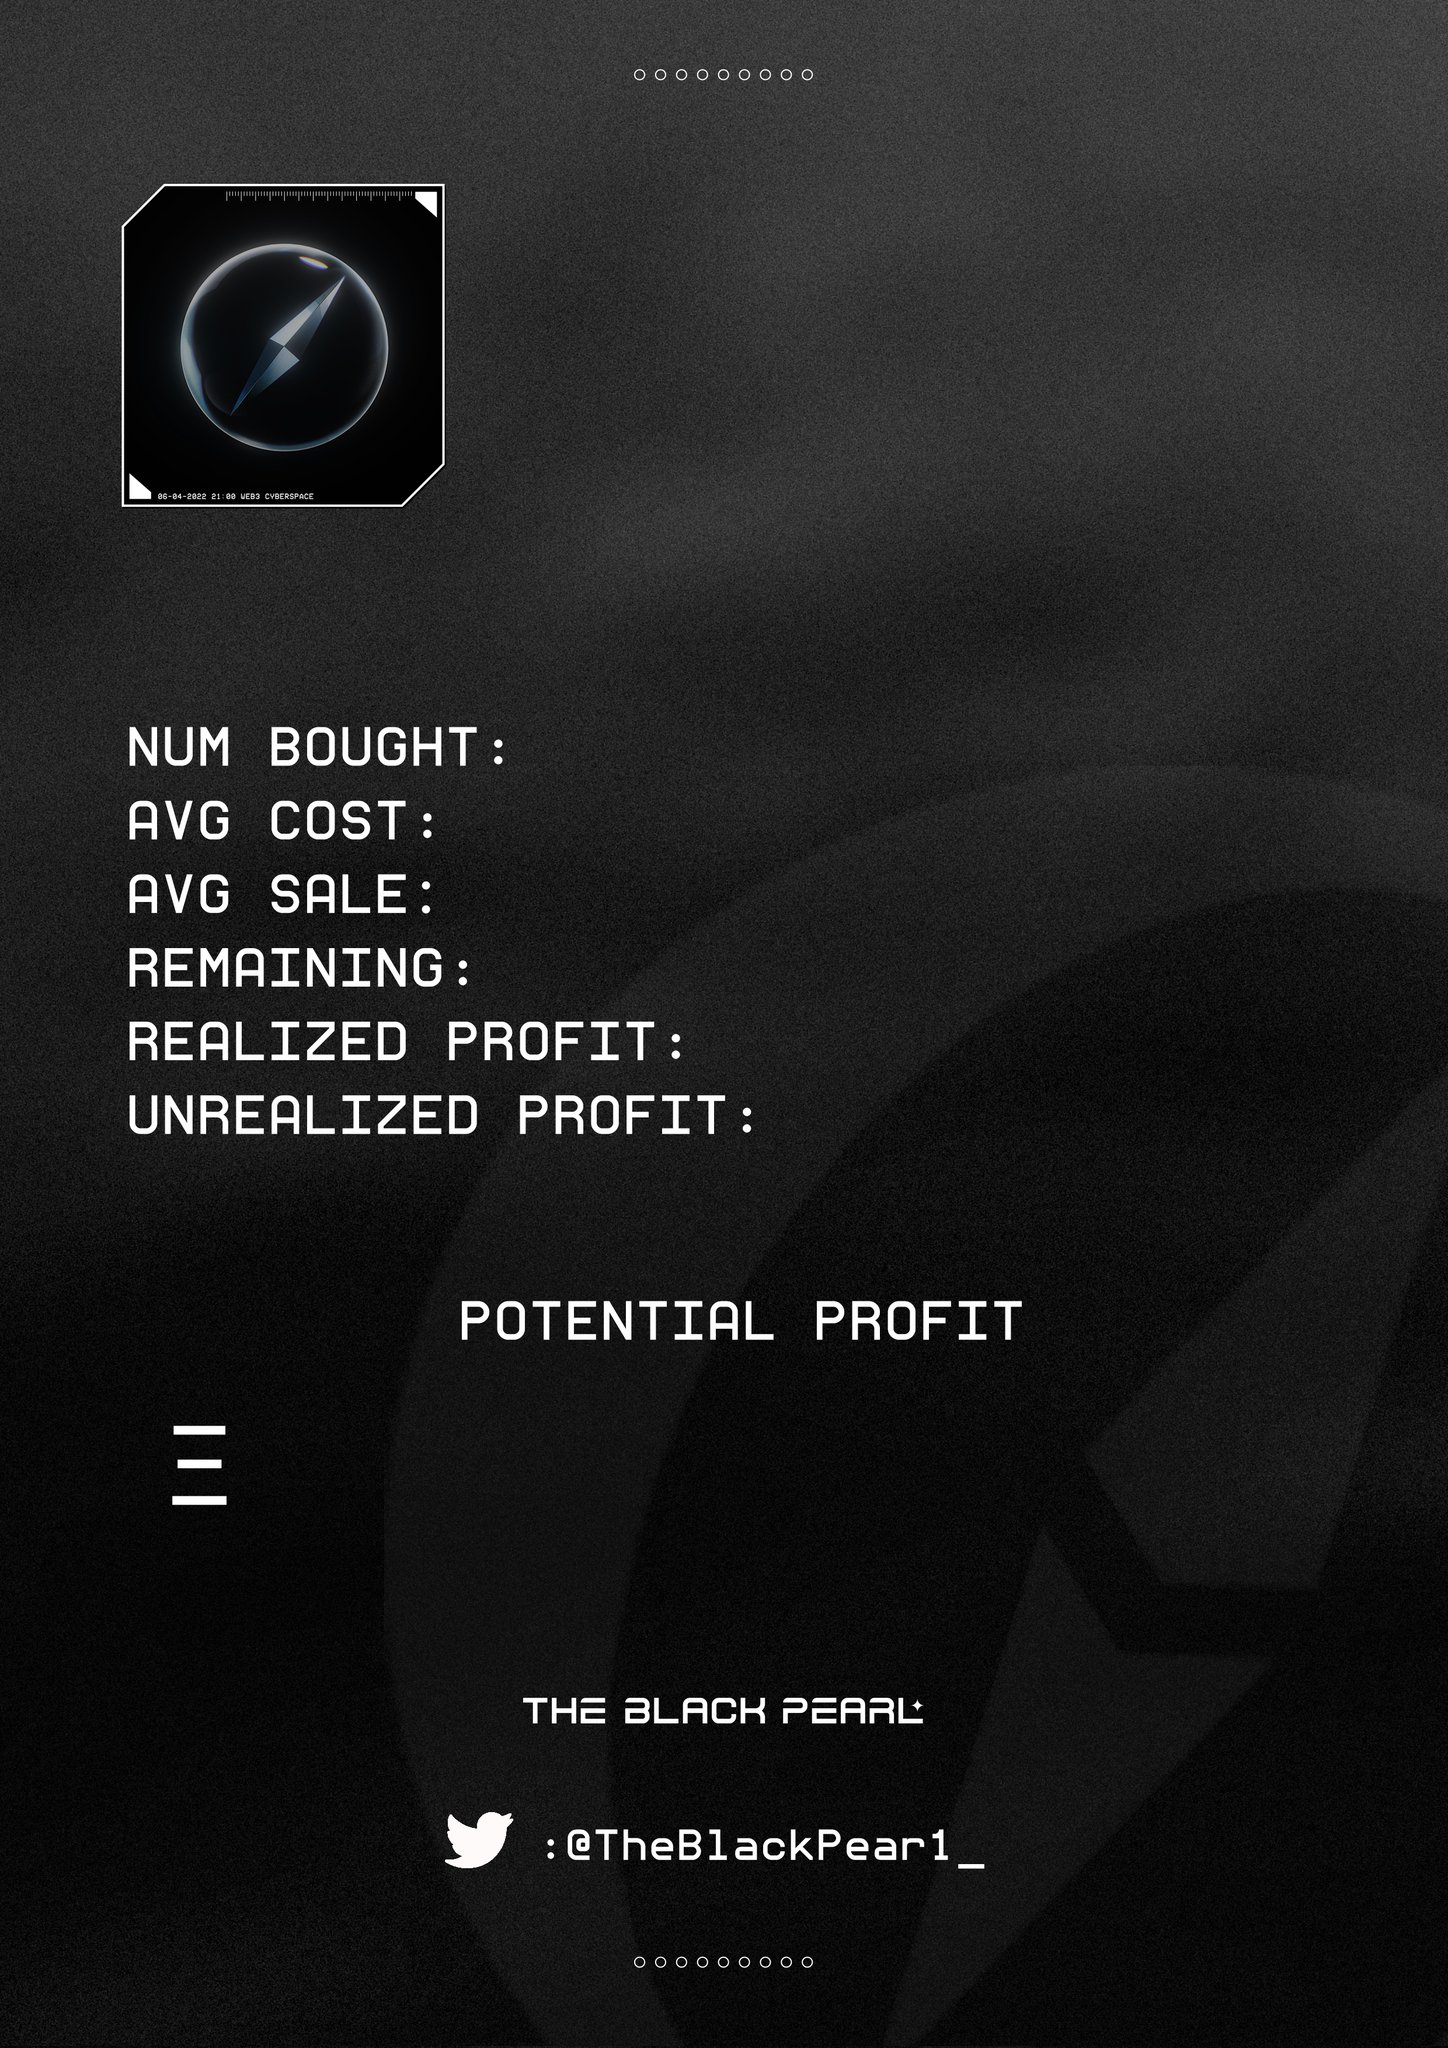 06-04-2022 21:00 WEB3 CYBERSPACE
NUM BOUGHT:
AVG COST:
AVG SALE:
REMAINING:
REALIZED PROFIT:
UNREALIZED PROFIT:
POTENTIAL PROFIT
Ξ
THE BLACK PEARL
:@TheBlackPear1_